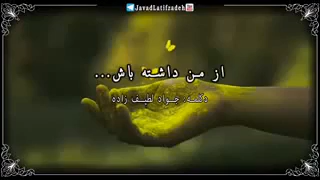 JavadLatifzadeh
از من داشته باش...
دکلمه: جواد لطیف زاده